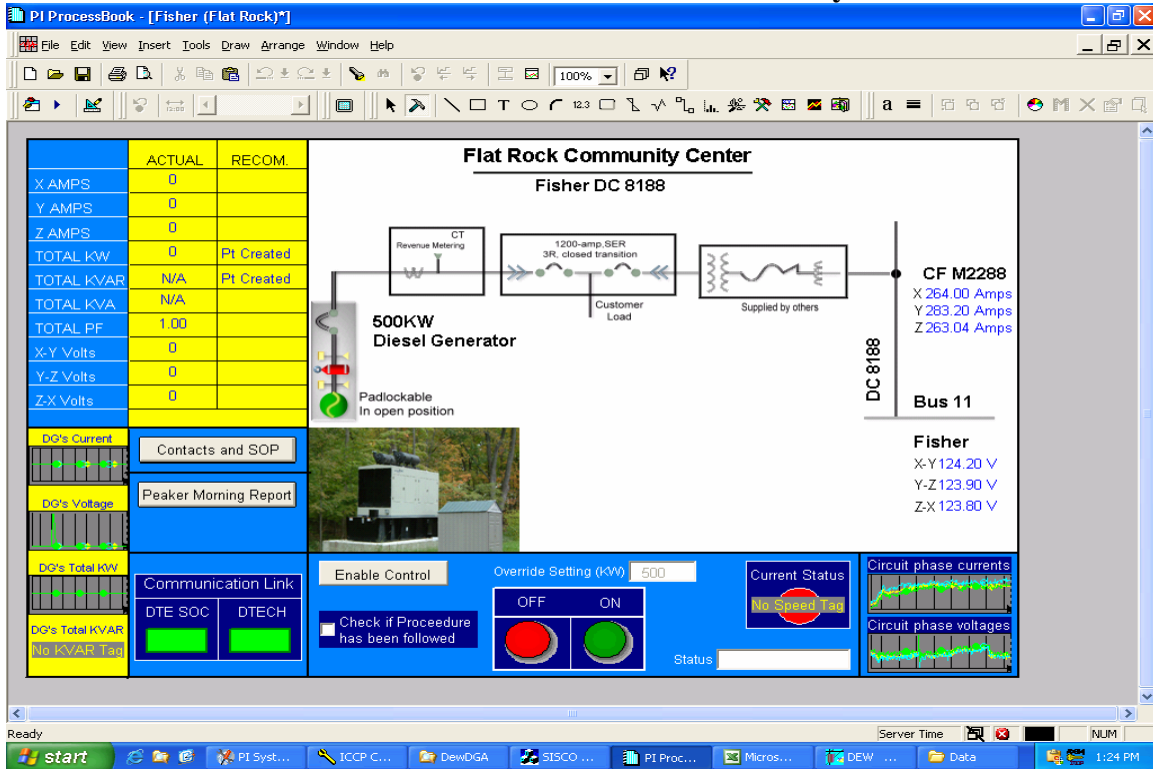 PI ProcessBook - [Fisher (Flat Rock)*]
File Edit View Insert Tools Draw Arrange Window Help
100%
Flat Rock Community Center
Fisher DC 8188
ACTUAL RECOM.
X AMPS 0
Y AMPS 0
Z AMPS 0
TOTAL KW 0 Pt Created
TOTAL KVAR N/A Pt Created
TOTAL KVA N/A
TOTAL PF 1.00
X-Y Volts 0
Y-Z Volts 0
Z-X Volts 0
CT
Revenue Metering
1200-amp,SER
3R, closed transition
Customer
Load
Supplied by others
CF M2288
X 264.00 Amps
Y 283.20 Amps
Z 263.04 Amps
500KW
Diesel Generator
Padlockable
In open position
DC 8188
Bus 11
Fisher
X-Y 124.20 V
Y-Z 123.90 V
Z-X 123.80 V
DG's Current
DG's Voltage
DG's Total KW
DG's Total KVAR
No KVAR Tag
Contacts and SOP
Peaker Morning Report
Communication Link
DTE SOC DTECH
Enable Control
Override Setting (KW) 500
Check if Proceedure
has been followed
OFF ON
Status
Current Status
No Speed Tag
Circuit phase currents
Circuit phase voltages
Ready Server Time NUM
start PI Syst... ICCP C... DewDGA SISCO ... PI Proc... Micros... DEW ... Data 1:24 PM